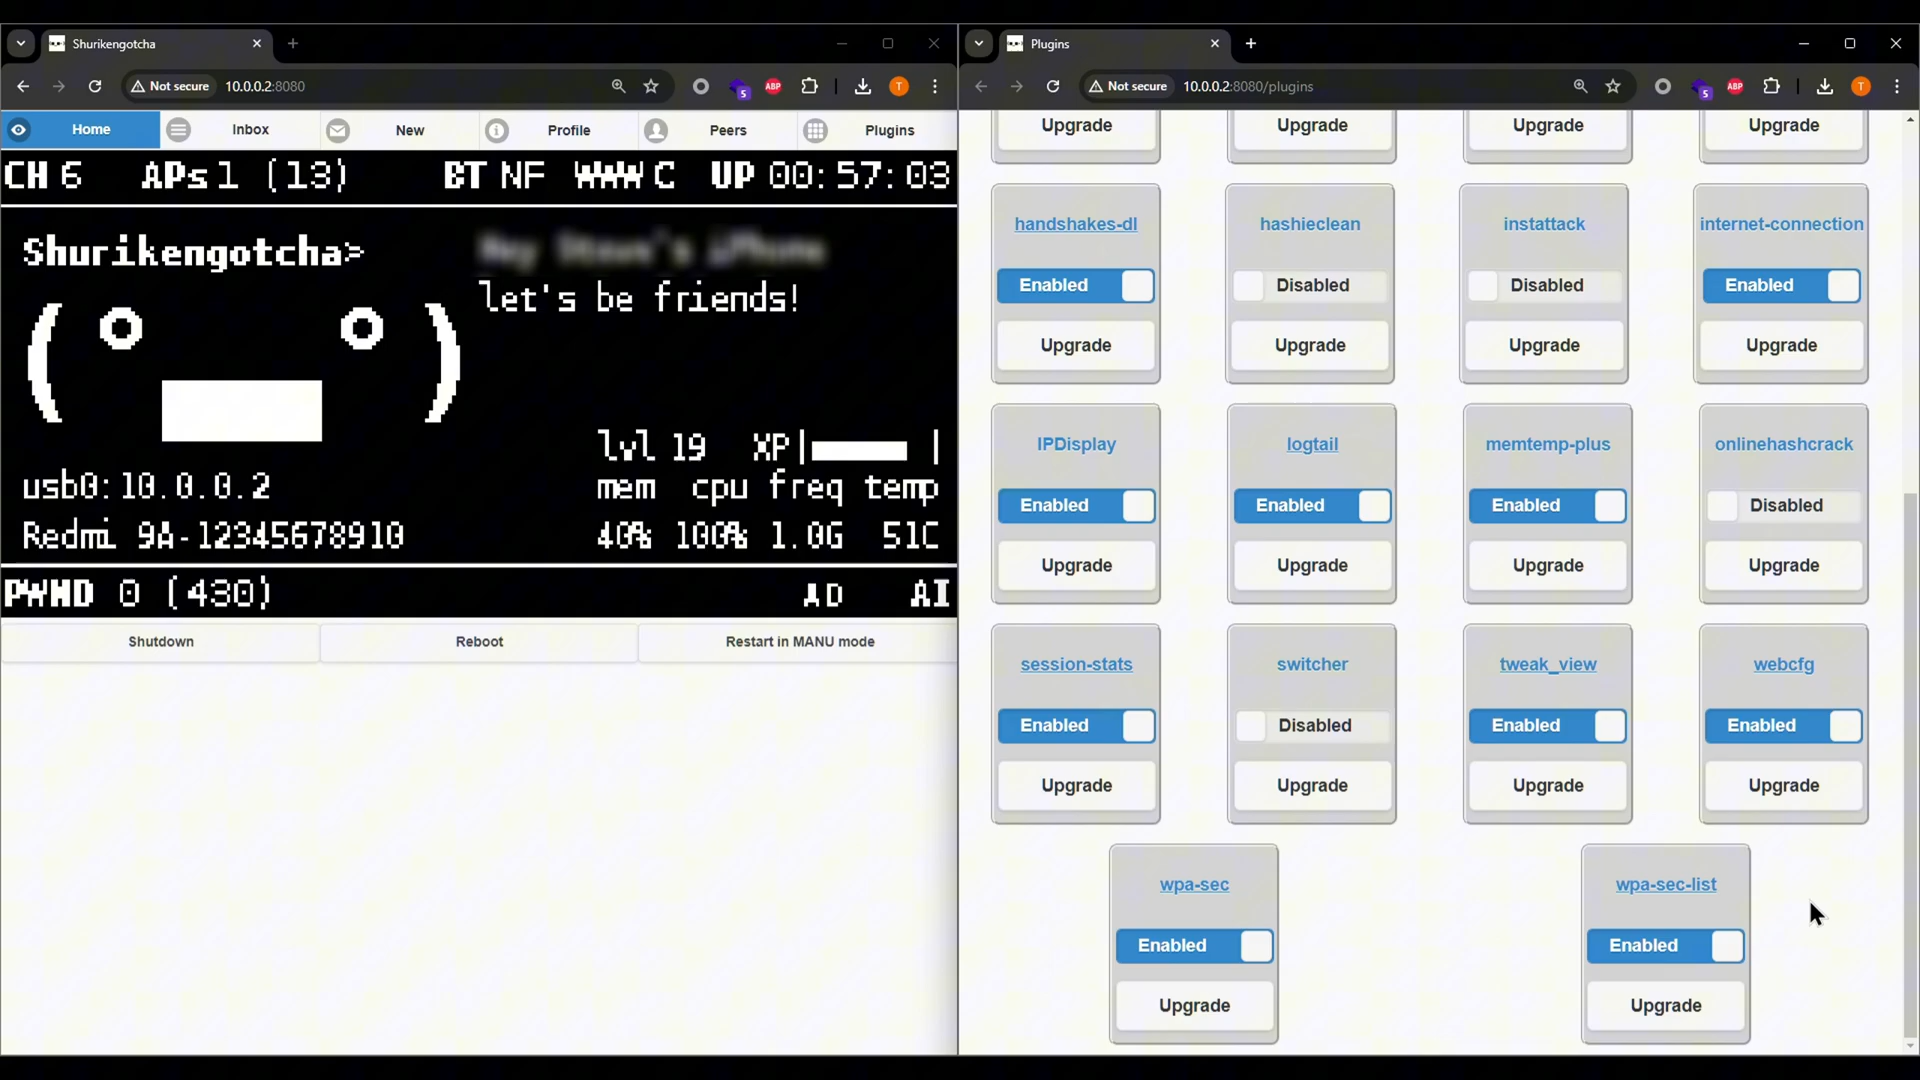 Shurikengotcha
Not secure 10.0.0.2:8080
5
ABP
T
Home Inbox New Profile Peers Plugins
CH 6 APs 1 (13) BT NF WWW C UP 00:57:03
Shurikengotcha>
let's be friends!
lvl 19 XP
usb0:10.0.0.2
mem cpu freq temp
Redmi 9A-12345678910
40% 100% 1.0G 51C
PWND 0 (430) AD AI
Shutdown Reboot Restart in MANU mode
Plugins
Not secure 10.0.0.2:8080/plugins
5
ABP
T
Upgrade Upgrade Upgrade Upgrade
handshakes-dl hashieclean instattack internet-connection
Enabled Disabled Disabled Enabled
Upgrade Upgrade Upgrade Upgrade
IPDisplay logtail memtemp-plus onlinehashcrack
Enabled Enabled Enabled Disabled
Upgrade Upgrade Upgrade Upgrade
session-stats switcher tweak_view webcfg
Enabled Disabled Enabled Enabled
Upgrade Upgrade Upgrade Upgrade
wpa-sec wpa-sec-list
Enabled Enabled
Upgrade Upgrade